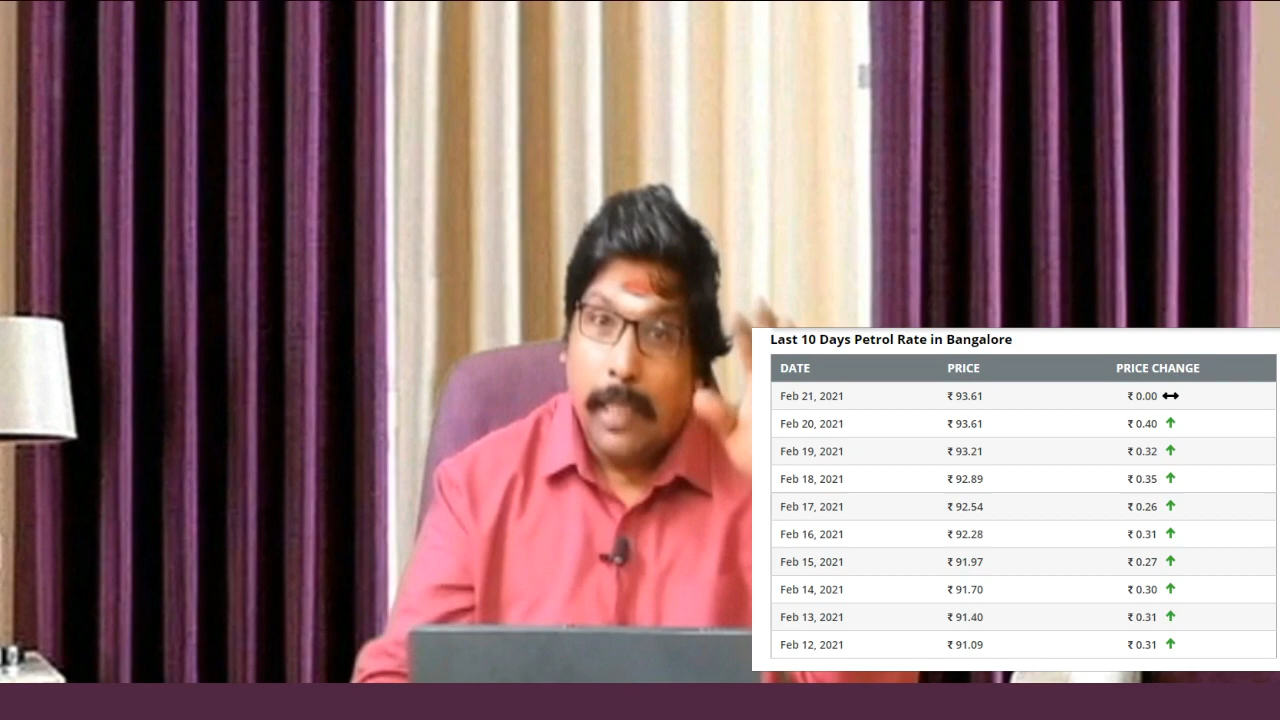 Last 10 Days Petrol Rate in Bangalore
DATE PRICE PRICE CHANGE
Feb 21, 2021 ₹ 93.61 ₹ 0.00
Feb 20, 2021 ₹ 93.61 ₹ 0.40
Feb 19, 2021 ₹ 93.21 ₹ 0.32
Feb 18, 2021 ₹ 92.89 ₹ 0.35
Feb 17, 2021 ₹ 92.54 ₹ 0.26
Feb 16, 2021 ₹ 92.28 ₹ 0.31
Feb 15, 2021 ₹ 91.97 ₹ 0.27
Feb 14, 2021 ₹ 91.70 ₹ 0.30
Feb 13, 2021 ₹ 91.40 ₹ 0.31
Feb 12, 2021 ₹ 91.09 ₹ 0.31